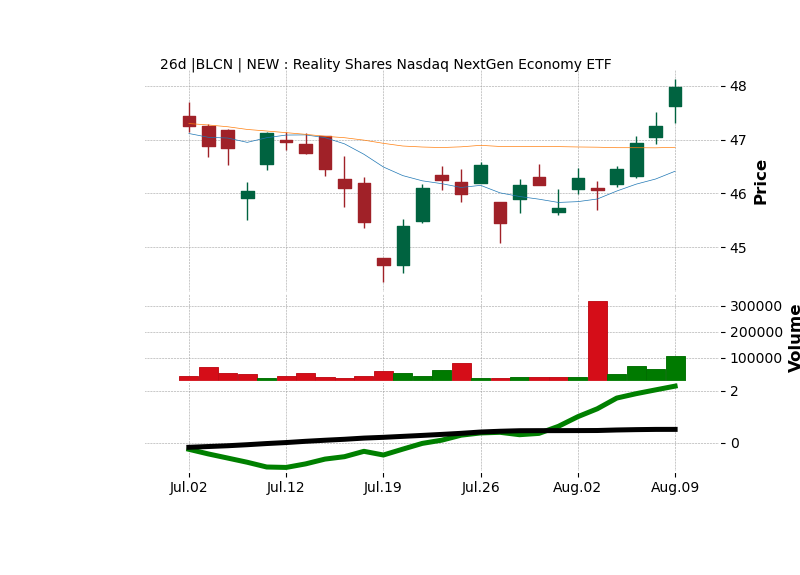 26d |BLCN | NEW : Reality Shares Nasdaq NextGen Economy ETF
48
47
46
45
Price
300000
200000
100000
Volume
2
0
Jul.02 Jul.12 Jul.19 Jul.26 Aug.02 Aug.09